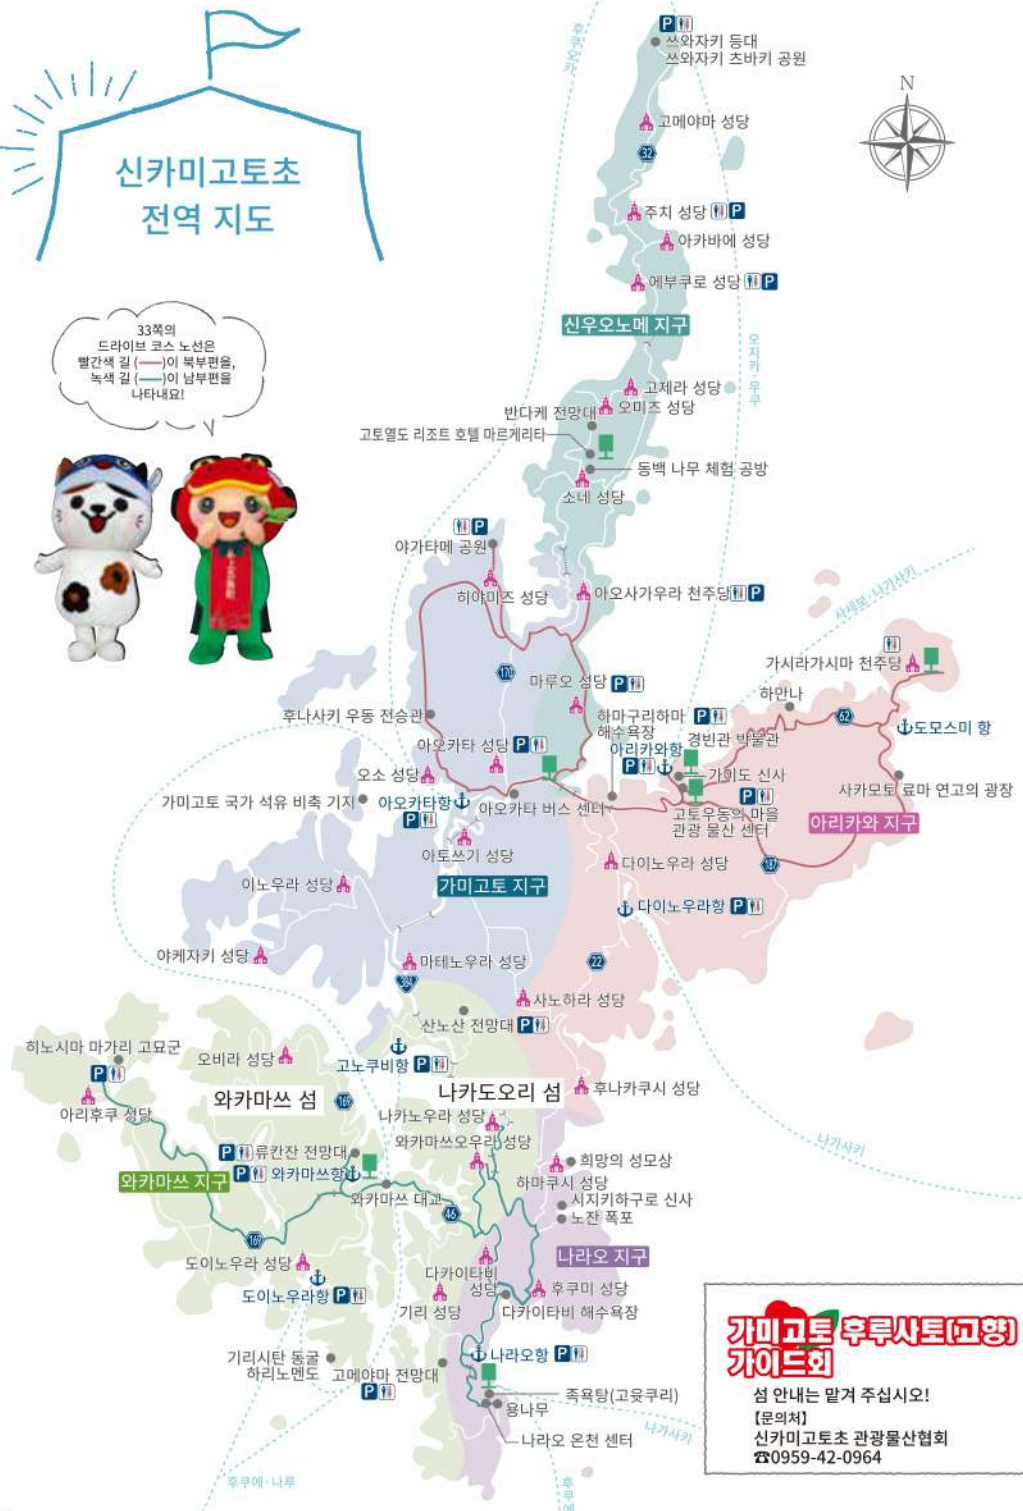 신카미고토초
전역 지도
33쪽의
드라이브 코스 노선은
빨간색 길 (—)이 북부편을,
녹색 길 (—)이 남부편을
나타내요!
N
후쿠오카
P
쓰와자키 등대
쓰와자키 츠바키 공원
고메야마 성당
32
주치 성당 P
아카바에 성당
에부쿠로 성당 P
신우오노메 지구
오지카·우쿠
고제라 성당
오미즈 성당
반다케 전망대
고토열도 리조트 호텔 마르게리타
동백 나무 체험 공방
소네 성당
P
야가타메 공원
히야미즈 성당
아오사가우라 천주당 P
사세보·나가사키
가시라가시마 천주당
170
마루오 성당 P
하마구리하마 P
해수욕장
하만나
62
도모스미 항
후나사키 우동 전승관
아오카타 성당 P
아리카와항
P
경빈관 박물관
가이도 신사
오소 성당
가미고토 국가 석유 비축 기지
아오카타항
P
아오카타 버스 센터
P
고토우동의 마을
관광 물산 센터
사카모토 료마 연고의 광장
아리카와 지구
아토쓰기 성당
다이노우라 성당
187
이노우라 성당
가미고토 지구
다이노우라항 P
야케자키 성당
마테노우라 성당
22
384
사노하라 성당
산노산 전망대 P
히노시마 마가리 고묘군
P
오비라 성당
고노쿠비항 P
아리후쿠 성당
와카마쓰 섬
169
나카도오리 섬
후나카쿠시 성당
나카노우라 성당
와카마쓰오우라 성당
나가사키
P 류칸잔 전망대
P 와카마쓰항
와카마쓰 지구
와카마쓰 대교
희망의 성모상
하마쿠시 성당
시지키하구로 신사
노잔 폭포
46
169
나라오 지구
도이노우라 성당
다카이타비
성당
후쿠미 성당
도이노우라항 P
기리 성당
다카이타비 해수욕장
기리시탄 동굴
하리노멘도
고메야마 전망대
P
나라오항 P
족욕탕(고윳쿠리)
용나무
나라오 온천 센터
나가사키
후쿠에·나루
후쿠에
가미고토 후루사토(고향)
가이드회
섬 안내는 맡겨 주십시오!
【문의처】
신카미고토초 관광물산협회
☎0959-42-0964